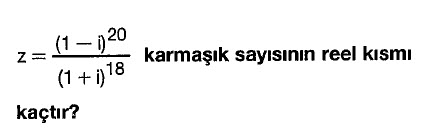 z = (1 − i)^20 / (1 + i)^18 karmaşık sayısının reel kısmı
kaçtır?